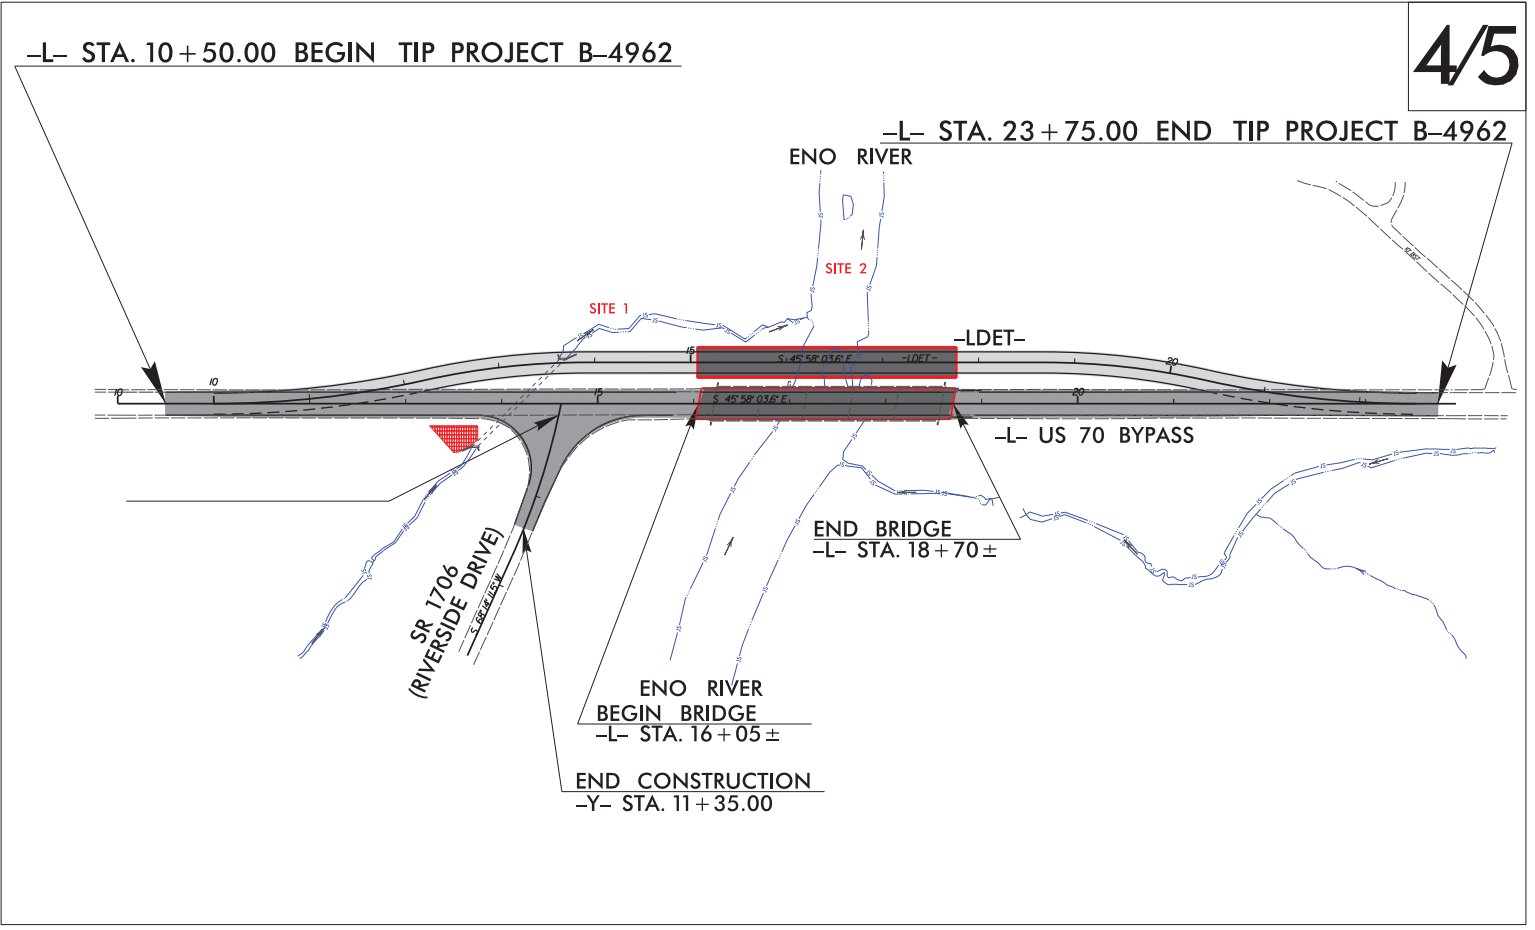 4/5
–L– STA. 10+50.00 BEGIN TIP PROJECT B–4962
–L– STA. 23+75.00 END TIP PROJECT B–4962
ENO RIVER
SITE 2
SITE 1
–LDET–
15
S 45° 58' 03.6" E
–LDET–
20
10
10
15
S 45° 58' 03.6" E
20
–L– US 70 BYPASS
END BRIDGE
–L– STA. 18+70±
SR 1706
(RIVERSIDE DRIVE)
ENO RIVER
BEGIN BRIDGE
–L– STA. 16+05±
END CONSTRUCTION
–Y– STA. 11+35.00